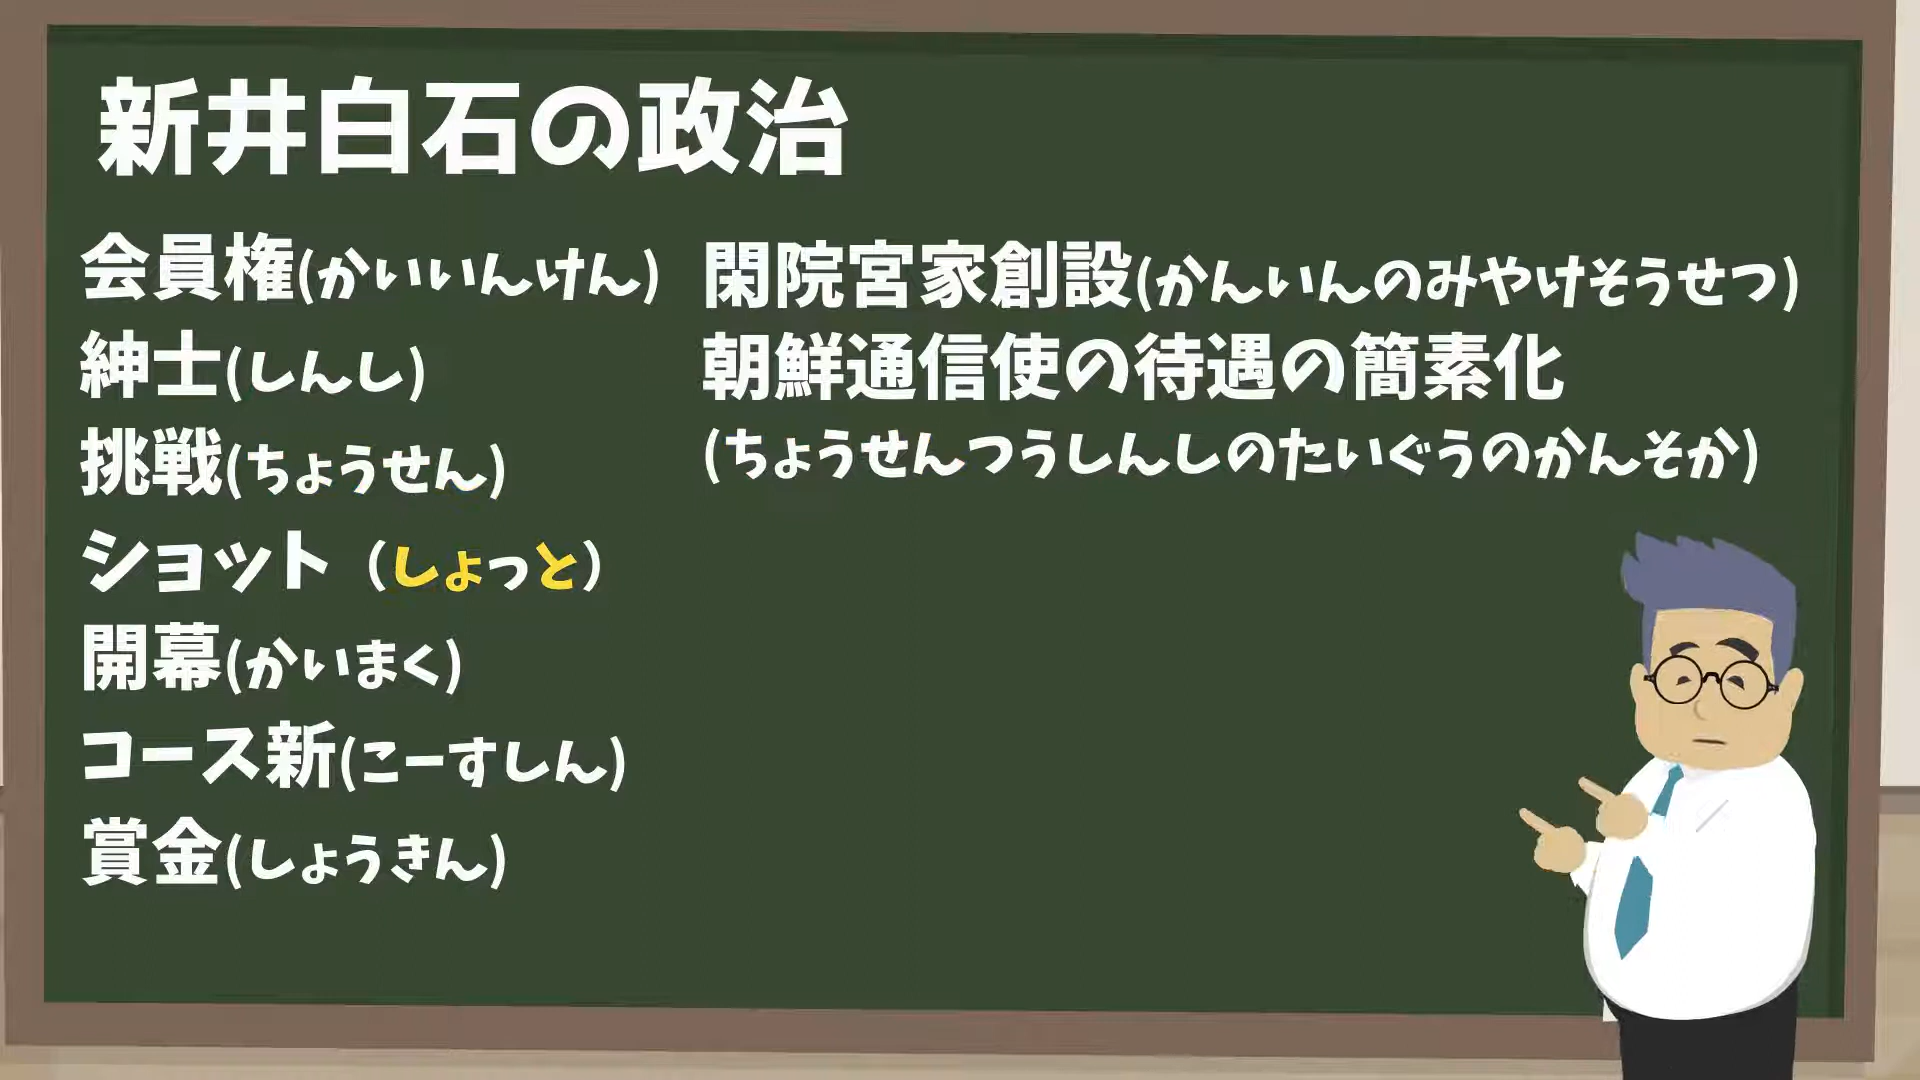 新井白石の政治
会員権(かいいんけん)
紳士(しんし)
挑戦(ちょうせん)
ショット（しょっと）
開幕(かいまく)
コース新(こーすしん)
賞金(しょうきん)
閑院宮家創設(かんいんのみやけそうせつ)
朝鮮通信使の待遇の簡素化
(ちょうせんつうしんしのたいぐうのかんそか)